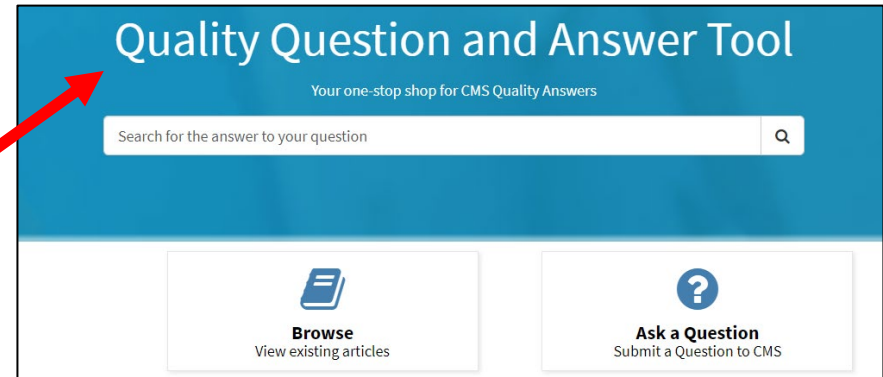 Quality Question and Answer Tool
Your one-stop shop for CMS Quality Answers
Search for the answer to your question
Browse
View existing articles
Ask a Question
Submit a Question to CMS